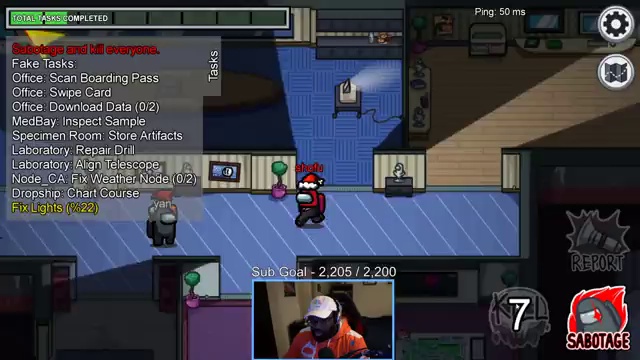 TOTAL TASKS COMPLETED
Ping: 50 ms
Sabotage and kill everyone.
Fake Tasks:
Office: Scan Boarding Pass
Office: Swipe Card
Office: Download Data (0/2)
MedBay: Inspect Sample
Specimen Room: Store Artifacts
Laboratory: Repair Drill
Laboratory: Align Telescope
Node_CA: Fix Weather Node (0/2)
Dropship: Chart Course
Fix Lights (%22)
Tasks
shofu
yan
REPORT
Sub Goal - 2,205 / 2,200
KILL
7
SABOTAGE